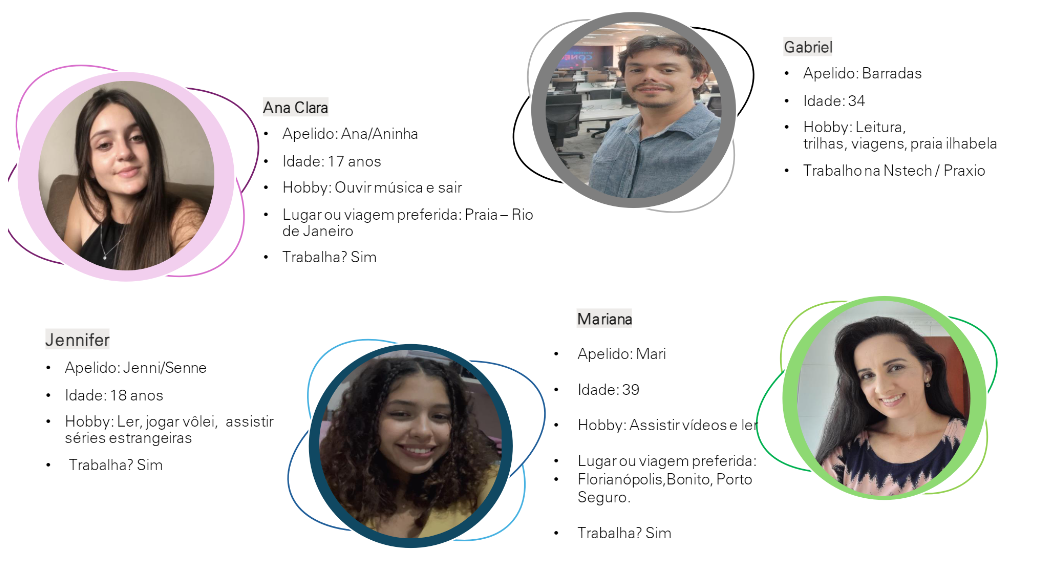 Ana Clara
• Apelido: Ana/Aninha
• Idade: 17 anos
• Hobby: Ouvir música e sair
• Lugar ou viagem preferida: Praia – Rio
de Janeiro
• Trabalha? Sim
Gabriel
• Apelido: Barradas
• Idade: 34
• Hobby: Leitura,
trilhas, viagens, praia ilhabela
• Trabalho na Nstech / Praxio
Jennifer
• Apelido: Jenni/Senne
• Idade: 18 anos
• Hobby: Ler, jogar vôlei,  assistir
séries estrangeiras
• Trabalha? Sim
Mariana
• Apelido: Mari
• Idade: 39
• Hobby: Assistir vídeos e ler
• Lugar ou viagem preferida:
• Florianópolis,Bonito, Porto
Seguro.
• Trabalha? Sim